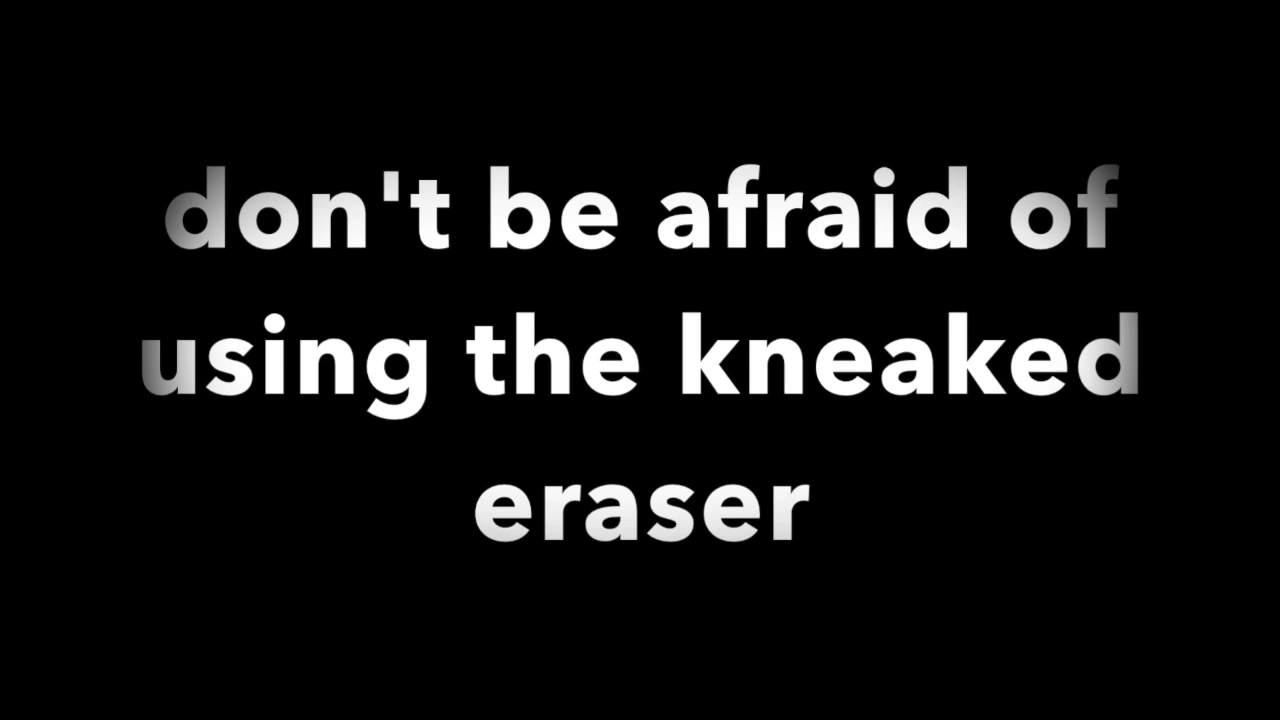 don't be afraid of
using the kneaked
eraser